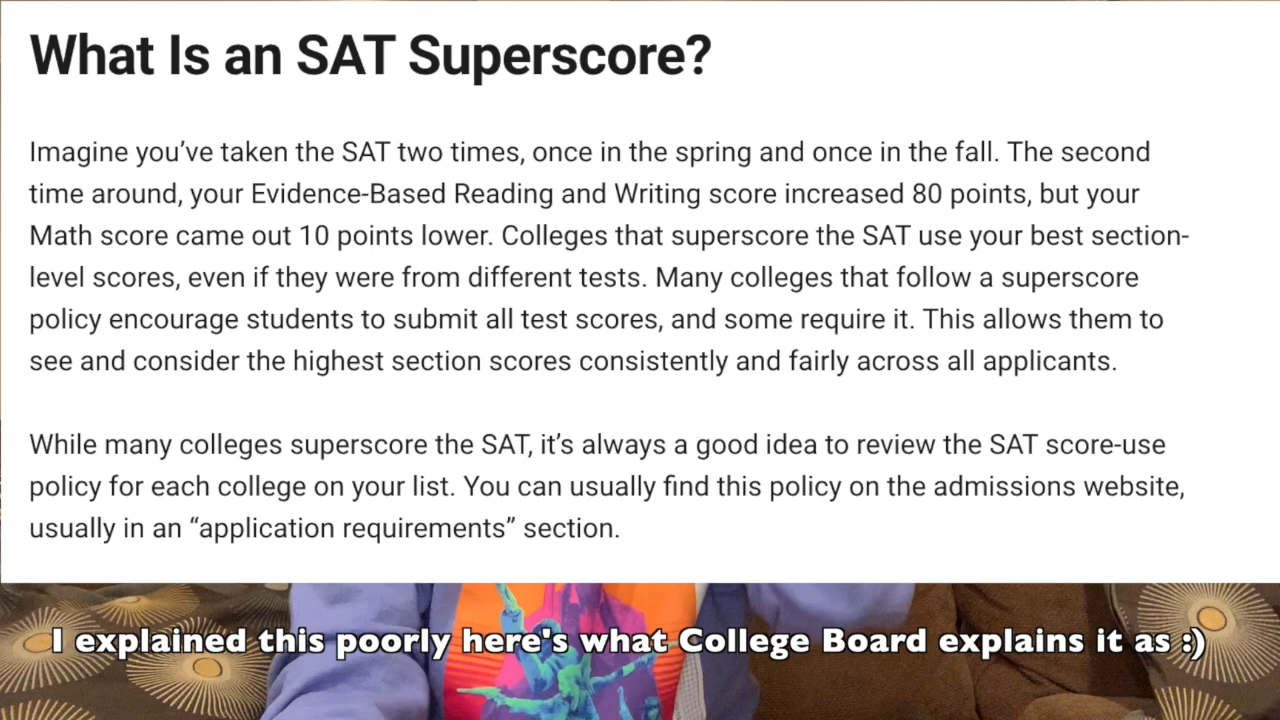 What Is an SAT Superscore?
Imagine you’ve taken the SAT two times, once in the spring and once in the fall. The second
time around, your Evidence-Based Reading and Writing score increased 80 points, but your
Math score came out 10 points lower. Colleges that superscore the SAT use your best section-
level scores, even if they were from different tests. Many colleges that follow a superscore
policy encourage students to submit all test scores, and some require it. This allows them to
see and consider the highest section scores consistently and fairly across all applicants.
While many colleges superscore the SAT, it’s always a good idea to review the SAT score-use
policy for each college on your list. You can usually find this policy on the admissions website,
usually in an “application requirements” section.
I explained this poorly here's what College Board explains it as :)